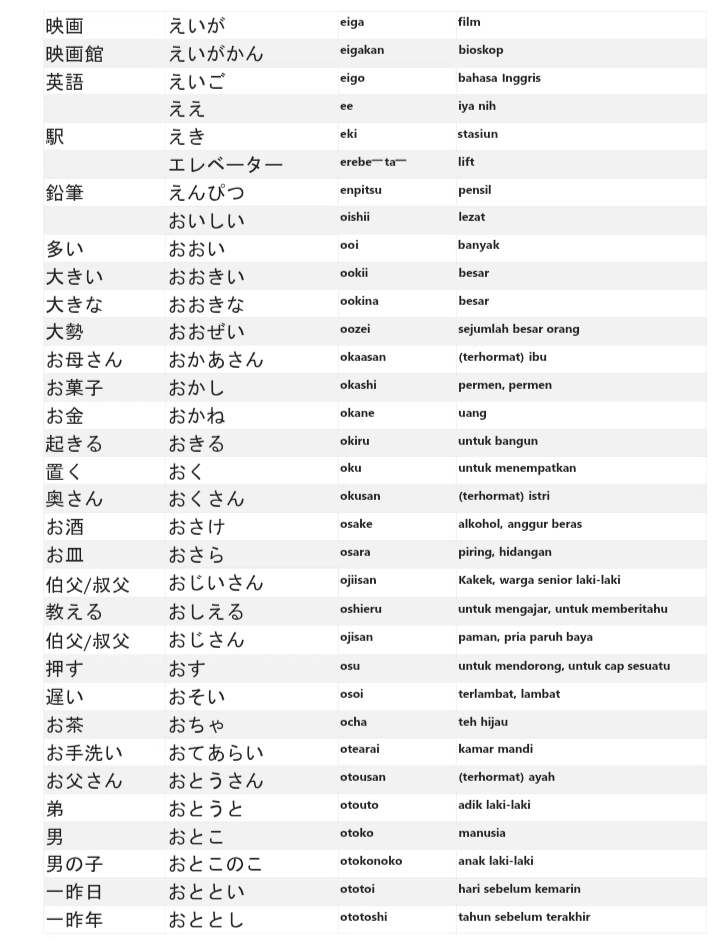 映画 えいが eiga film
映画館 えいがかん eigakan bioskop
英語 えいご eigo bahasa Inggris
ええ ee iya nih
駅 えき eki stasiun
エレベーター erebeーtaー lift
鉛筆 えんぴつ enpitsu pensil
おいしい oishii lezat
多い おおい ooi banyak
大きい おおきい ookii besar
大きな おおきな ookina besar
大勢 おおぜい oozei sejumlah besar orang
お母さん おかあさん okaasan (terhormat) ibu
お菓子 おかし okashi permen, permen
お金 おかね okane uang
起きる おきる okiru untuk bangun
置く おく oku untuk menempatkan
奥さん おくさん okusan (terhormat) istri
お酒 おさけ osake alkohol, anggur beras
お皿 おさら osara piring, hidangan
伯父/叔父 おじいさん ojiisan Kakek, warga senior laki-laki
教える おしえる oshieru untuk mengajar, untuk memberitahu
伯父/叔父 おじさん ojisan paman, pria paruh baya
押す おす osu untuk mendorong, untuk cap sesuatu
遅い おそい osoi terlambat, lambat
お茶 おちゃ ocha teh hijau
お手洗い おてあらい otearai kamar mandi
お父さん おとうさん otousan (terhormat) ayah
弟 おとうと otouto adik laki-laki
男 おとこ otoko manusia
男の子 おとこのこ otokonoko anak laki-laki
一昨日 おととい ototoi hari sebelum kemarin
一昨年 おととし ototoshi tahun sebelum terakhir